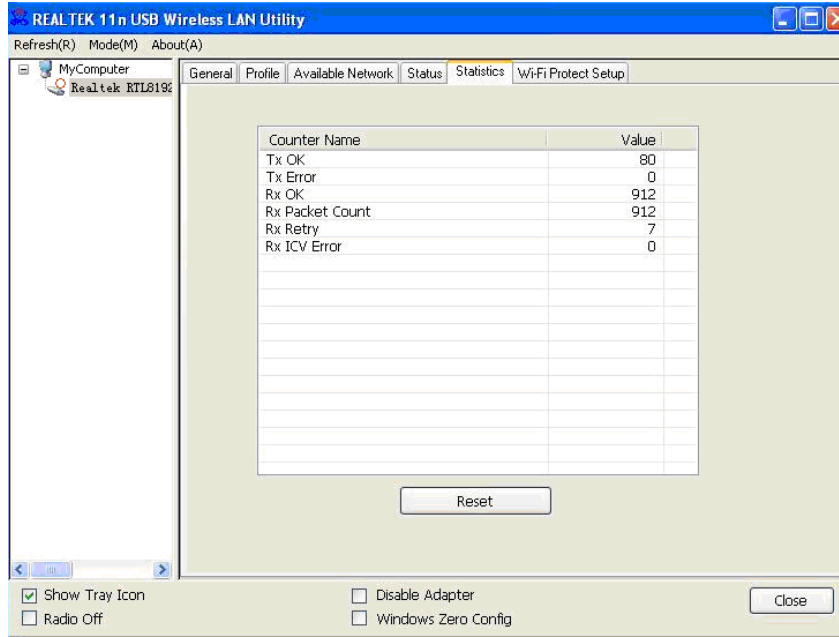 REALTEK 11n USB Wireless LAN Utility
Refresh(R) Mode(M) About(A)
MyComputer
Realtek RTL8192
General Profile Available Network Status Statistics Wi-Fi Protect Setup
Counter Name Value
Tx OK 80
Tx Error 0
Rx OK 912
Rx Packet Count 912
Rx Retry 7
Rx ICV Error 0
Reset
Show Tray Icon Disable Adapter
Radio Off Windows Zero Config
Close